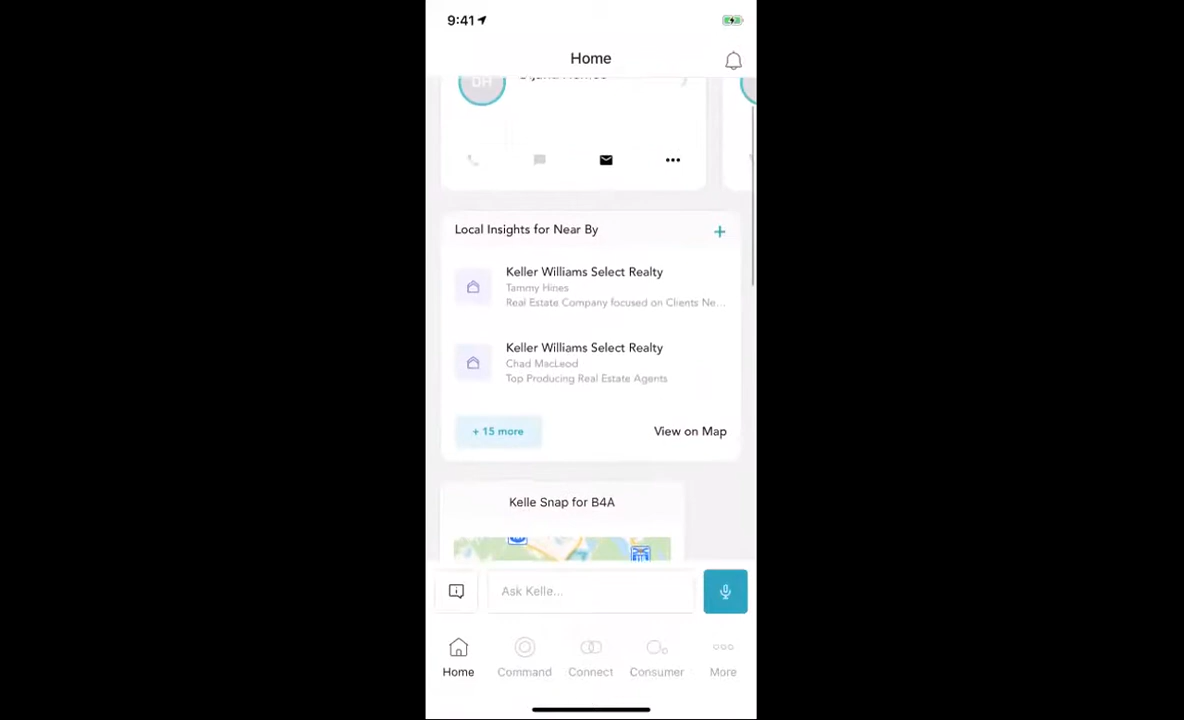 9:41
Home
DH
Local Insights for Near By
Keller Williams Select Realty
Tammy Hines
Real Estate Company focused on Clients Ne...
Keller Williams Select Realty
Chad MacLeod
Top Producing Real Estate Agents
+ 15 more
View on Map
Kelle Snap for B4A
Ask Kelle...
Home
Command
Connect
Consumer
More